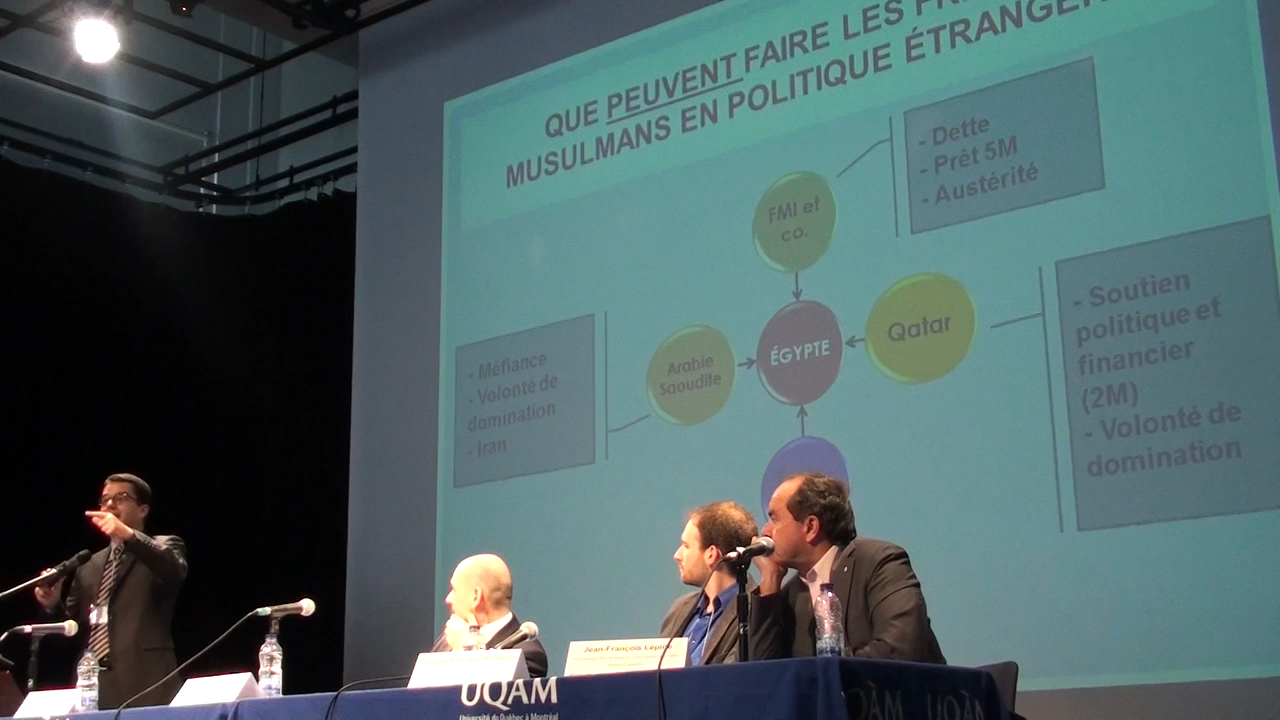 QUE PEUVENT FAIRE LES
MUSULMANS EN POLITIQUE
- Dette
- Prêt 5M
- Austérité
FMI et
co.
- Soutien
politique et
financier
(2M)
- Volonté de
domination
Qatar
ÉGYPTE
Arabie
Saoudite
- Méfiance
- Volonté de
domination
- Iran
Jean-François
UQAM
Université du Québec à Montréal
UQAM UQAM